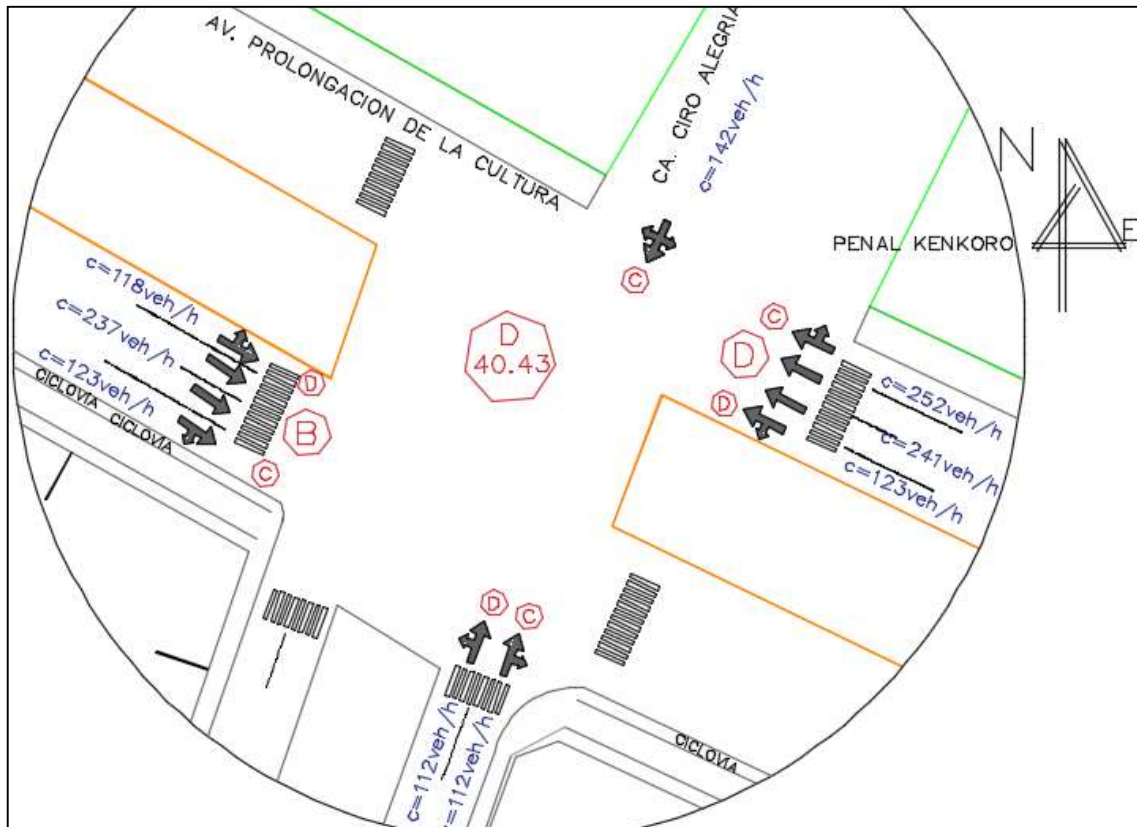 AV. PROLONGACION DE LA CULTURA
CA. CIRO ALEGRIA
c=142veh/h
N
E
PENAL KENKORO
C
D
40.43
C
D
D
c=118veh/h
c=237veh/h
c=123veh/h
CICLOVIA CICLOVIA
D
B
C
c=252veh/h
c=241veh/h
c=123veh/h
D
C
c=112veh/h
c=112veh/h
CICLOVIA